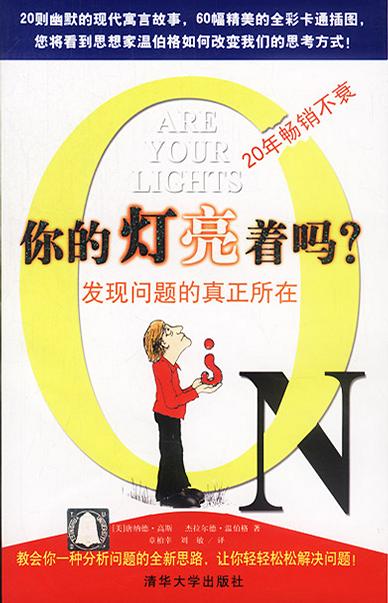 20则幽默的现代寓言故事，60幅精美的全彩卡通插图，
您将看到思想家温伯格如何改变我们的思考方式！
20年畅销不衰
ARE
YOUR
LIGHTS
ON
你的灯亮着吗？
发现问题的真正所在
¿
[美]唐纳德·高斯 杰拉尔德·温伯格 著
章柏幸 刘敏／译
教会你一种分析问题的全新思路，让你轻轻松松解决问题！
清华大学出版社